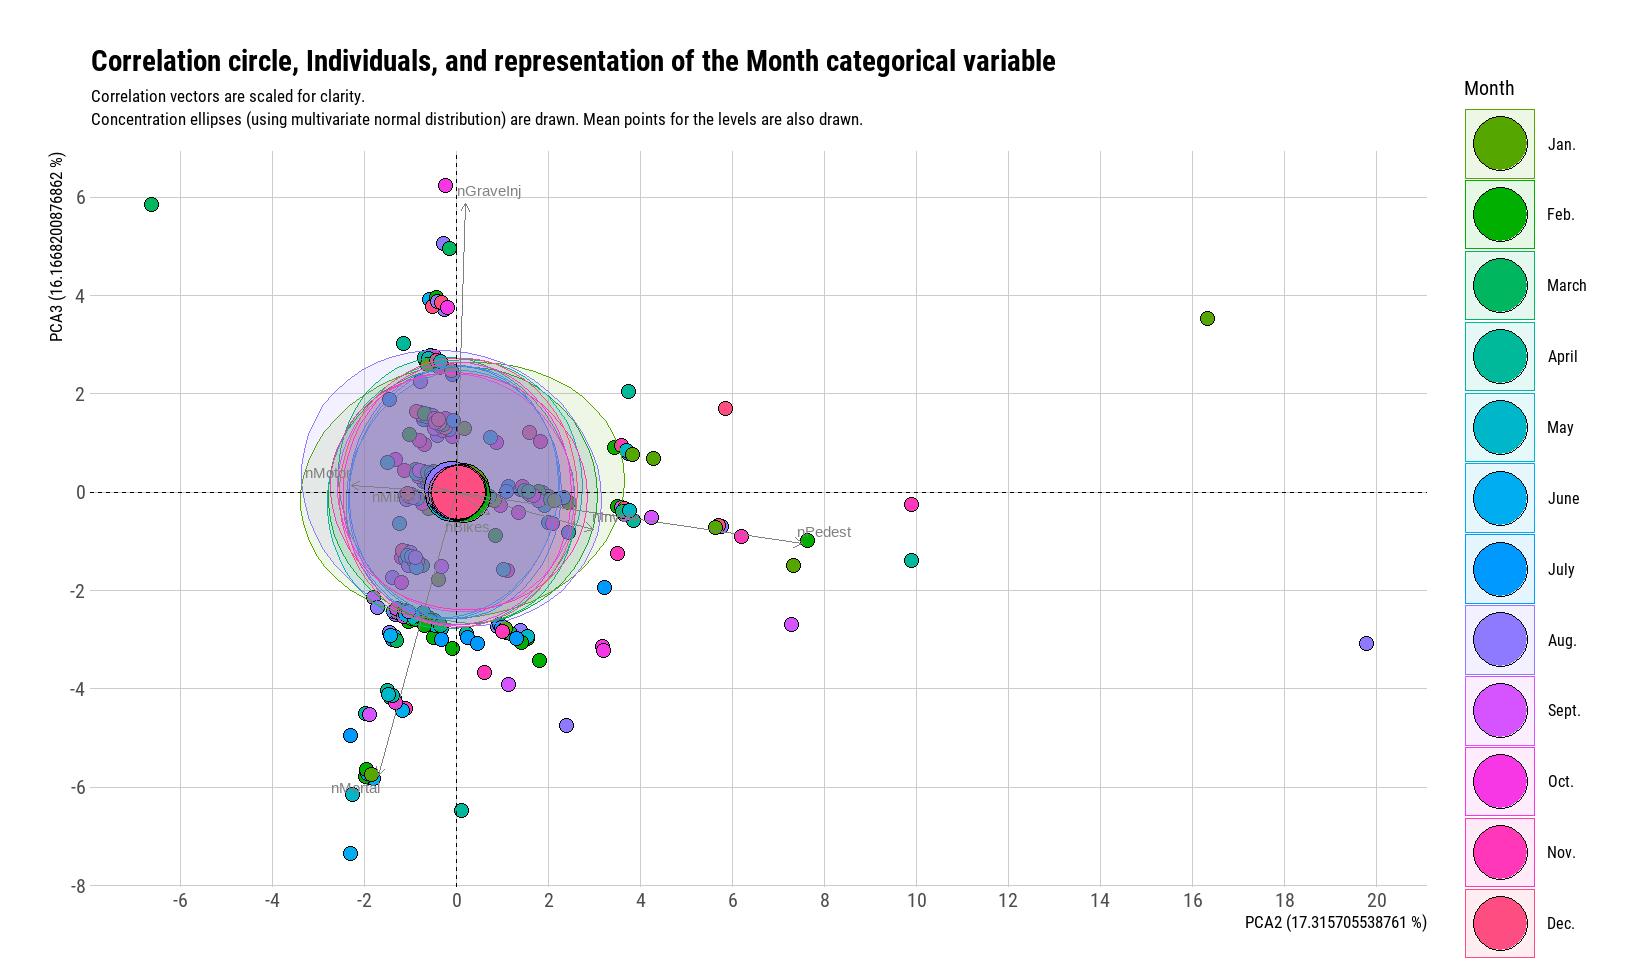 Correlation circle, Individuals, and representation of the Month categorical variable
Correlation vectors are scaled for clarity.
Concentration ellipses (using multivariate normal distribution) are drawn. Mean points for the levels are also drawn.
Month
Jan.
Feb.
March
April
May
June
July
Aug.
Sept.
Oct.
Nov.
Dec.
PCA3 (16.1668200876862 %)
6
4
2
0
-2
-4
-6
-8
nGraveInj
nMotor
nPedest
nMortal
-6
-4
-2
0
2
4
6
8
10
12
14
16
18
20
PCA2 (17.315705538761 %)